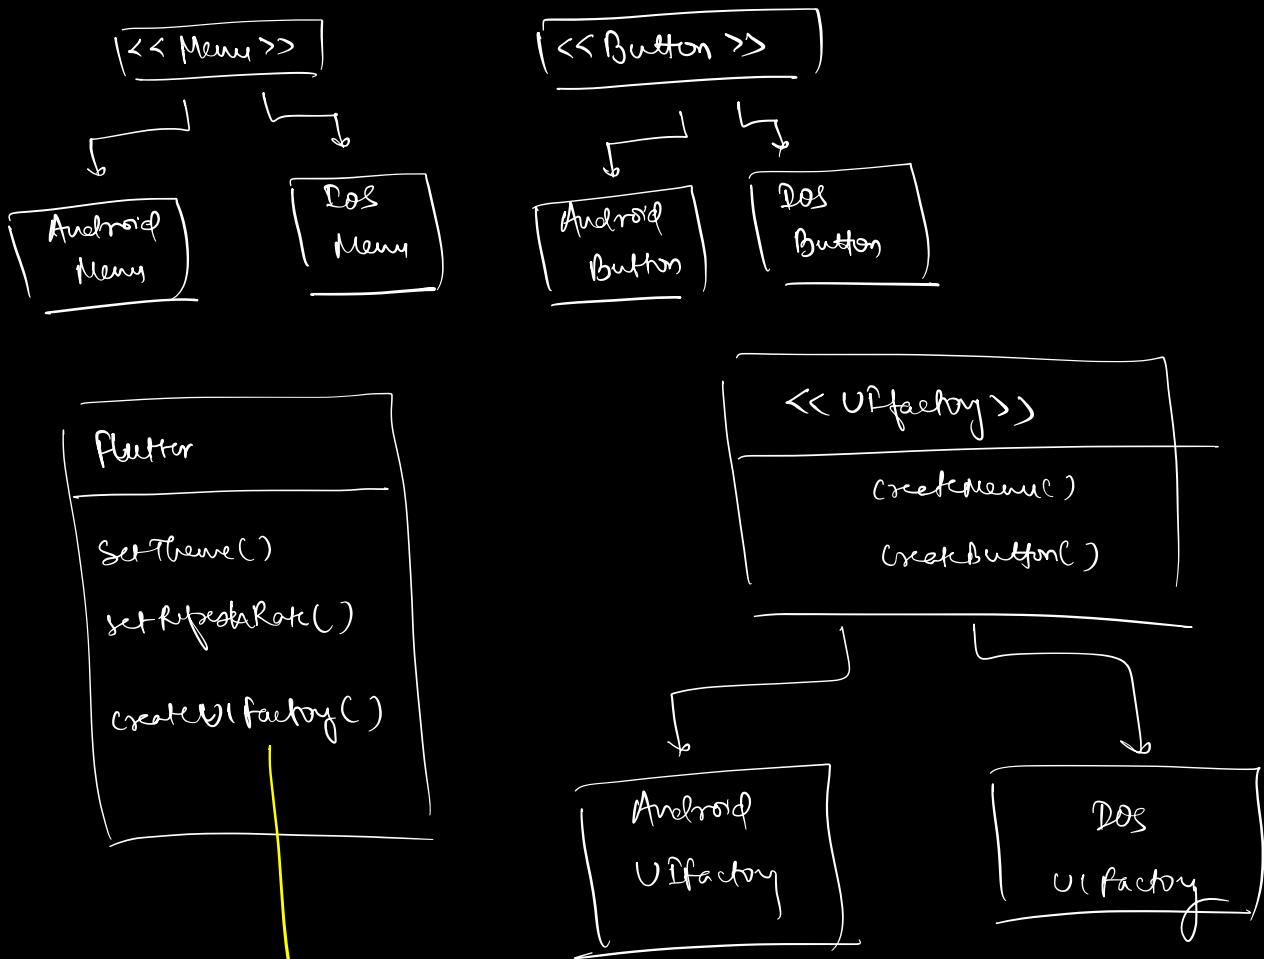 << Menu >>
<< Button >>
Android
Menu
IOS
Menu
Android
Button
IOS
Button
Flutter
SetTheme()
setRefreshRate()
createUIfactory()
<< UIfactory >>
createMenu()
createButton()
Android
UIfactory
IOS
UIfactory